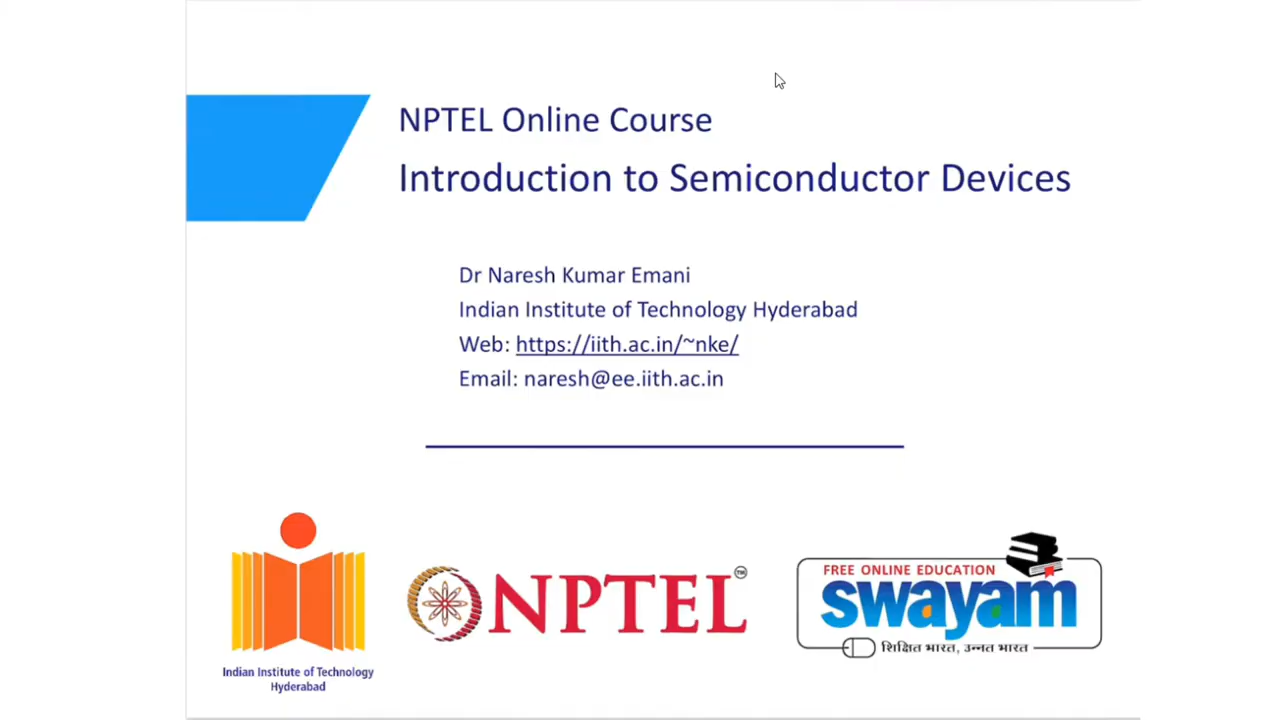 NPTEL Online Course
Introduction to Semiconductor Devices
Dr Naresh Kumar Emani
Indian Institute of Technology Hyderabad
Web: https://iith.ac.in/~nke/
Email: naresh@ee.iith.ac.in
Indian Institute of Technology
Hyderabad
NPTEL™
FREE ONLINE EDUCATION
swayam
शिक्षित भारत, उन्नत भारत